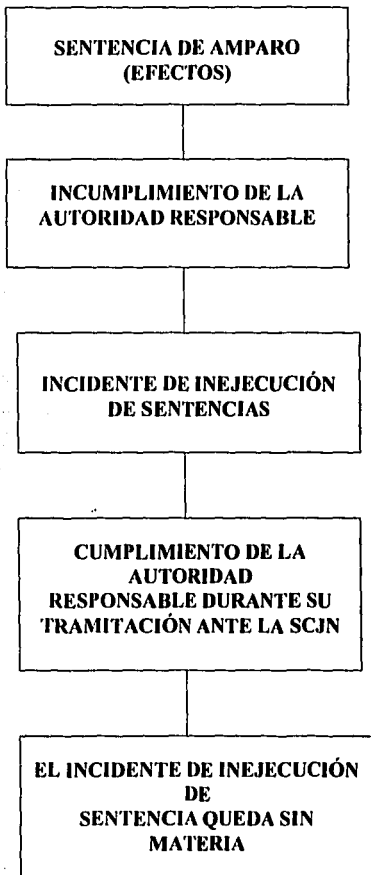 SENTENCIA DE AMPARO
(EFECTOS)
INCUMPLIMIENTO DE LA
AUTORIDAD RESPONSABLE
INCIDENTE DE INEJECUCIÓN
DE SENTENCIAS
CUMPLIMIENTO DE LA
AUTORIDAD
RESPONSABLE DURANTE SU
TRAMITACIÓN ANTE LA SCJN
EL INCIDENTE DE INEJECUCIÓN
DE
SENTENCIA QUEDA SIN
MATERIA